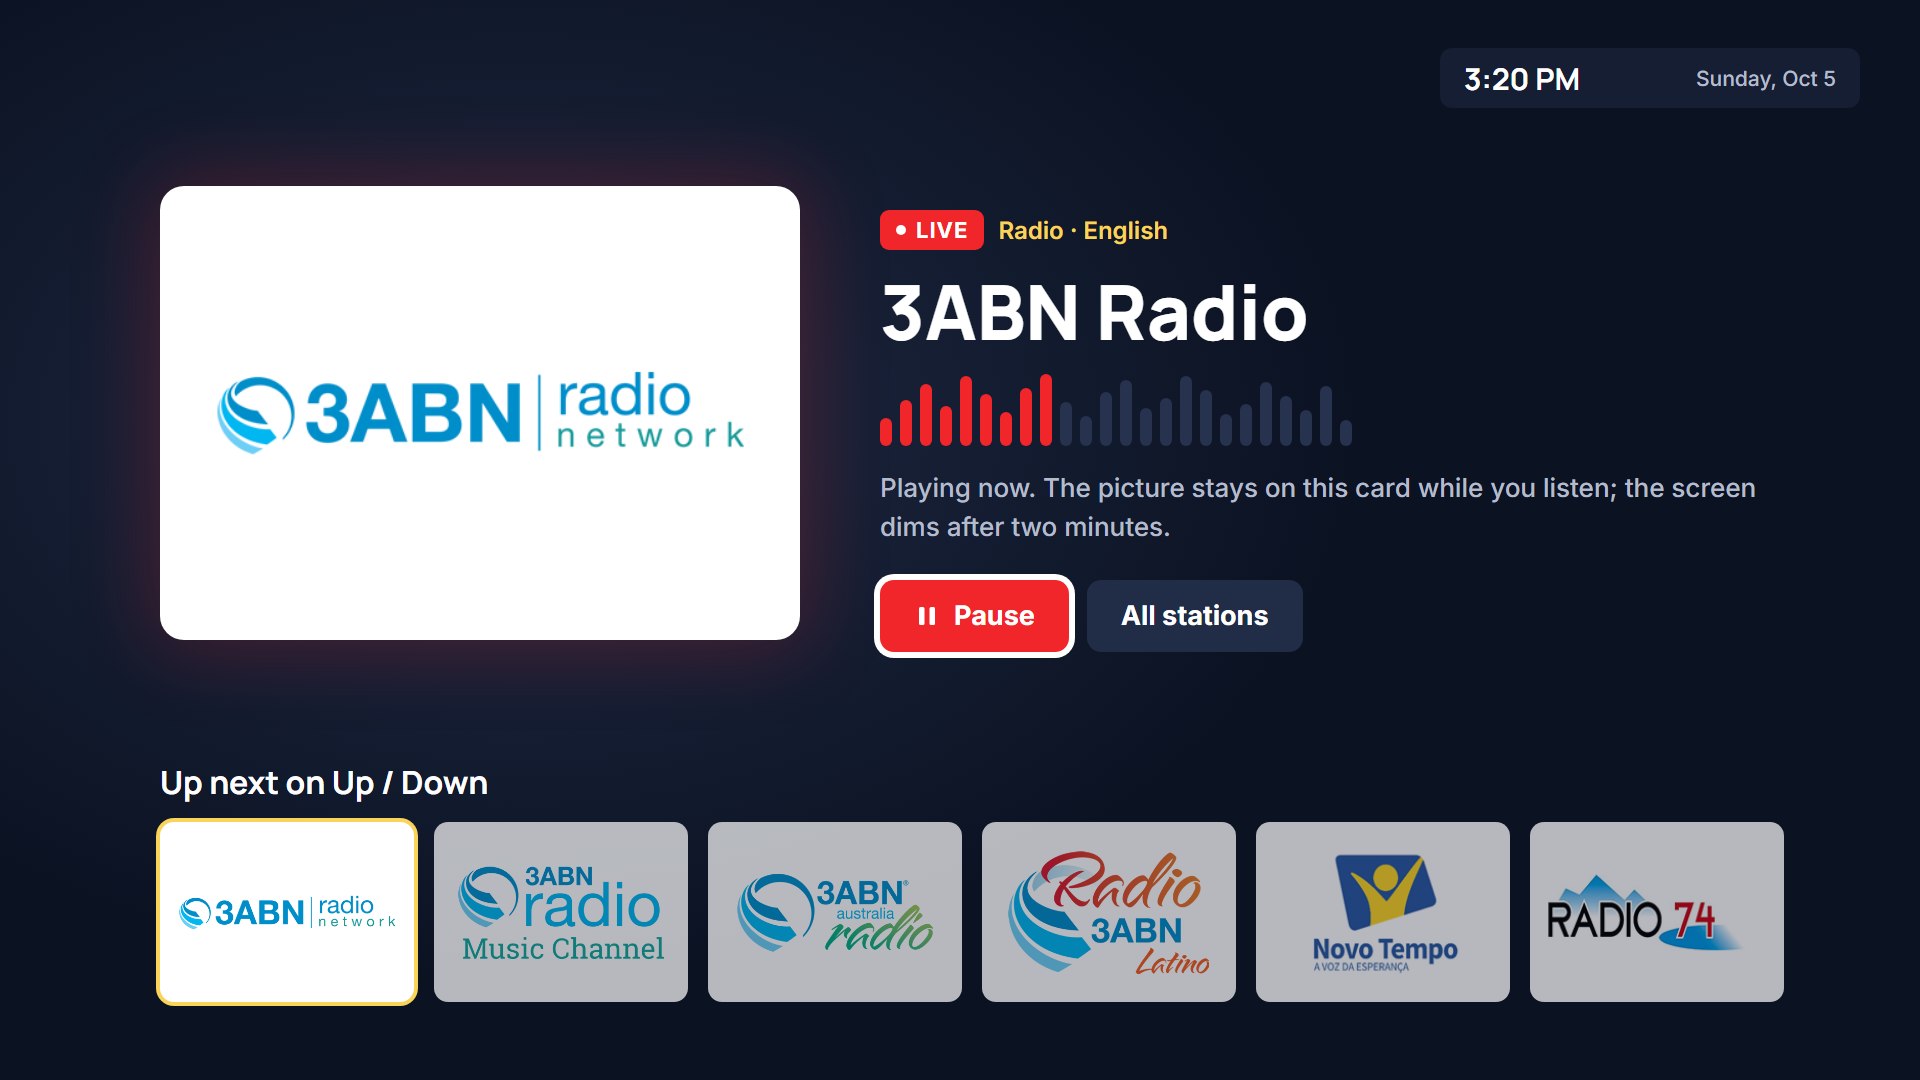 3:20 PM
Sunday, Oct 5
3ABN radio
network
LIVE
Radio · English
3ABN Radio
Playing now. The picture stays on this card while you listen; the screen
dims after two minutes.
Pause
All stations
Up next on Up / Down
3ABN radio
network
3ABN
radio
Music Channel
3ABN®
australia
radio
Radio
3ABN
Latino
Novo Tempo
A VOZ DA ESPERANÇA
RADIO 74